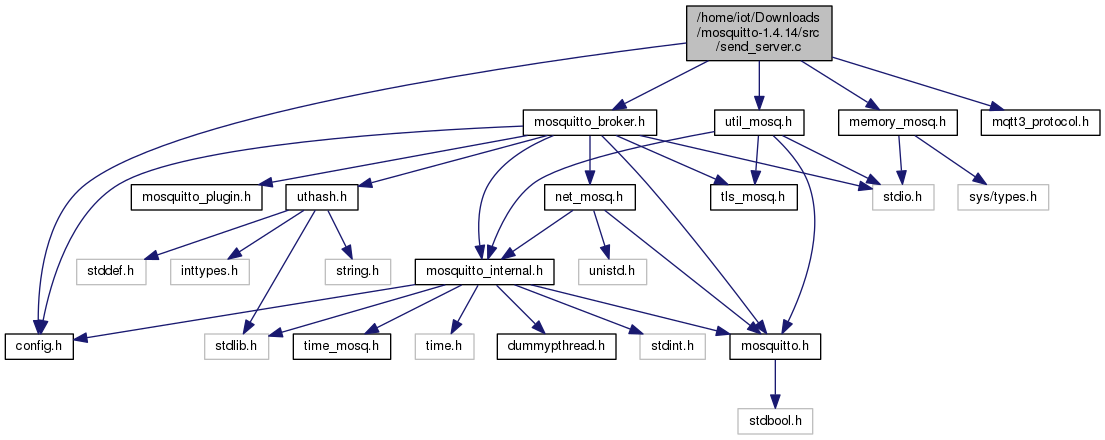 /home/iot/Downloads
/mosquitto-1.4.14/src
/send_server.c
mosquitto_broker.h
util_mosq.h
memory_mosq.h
mqtt3_protocol.h
mosquitto_plugin.h
uthash.h
net_mosq.h
tls_mosq.h
stdio.h
sys/types.h
stddef.h
inttypes.h
string.h
mosquitto_internal.h
unistd.h
config.h
stdlib.h
time_mosq.h
time.h
dummypthread.h
stdint.h
mosquitto.h
stdbool.h